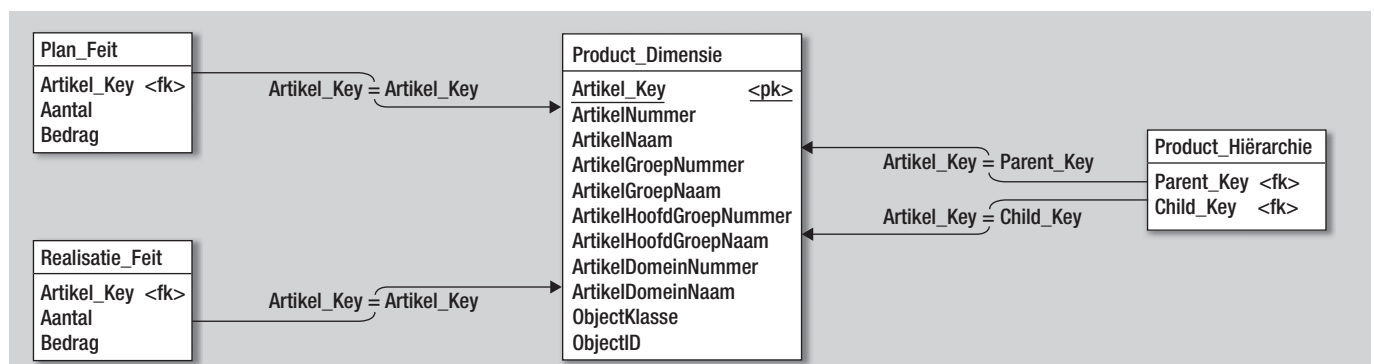 Plan_Feit
Artikel_Key <fk>
Aantal
Bedrag
Artikel_Key = Artikel_Key
Realisatie_Feit
Artikel_Key <fk>
Aantal
Bedrag
Artikel_Key = Artikel_Key
Product_Dimensie
Artikel_Key <pk>
ArtikelNummer
ArtikelNaam
ArtikelGroepNummer
ArtikelGroepNaam
ArtikelHoofdGroepNummer
ArtikelHoofdGroepNaam
ArtikelDomeinNummer
ArtikelDomeinNaam
ObjectKlasse
ObjectID
Artikel_Key = Parent_Key
Artikel_Key = Child_Key
Product_Hiërarchie
Parent_Key <fk>
Child_Key <fk>